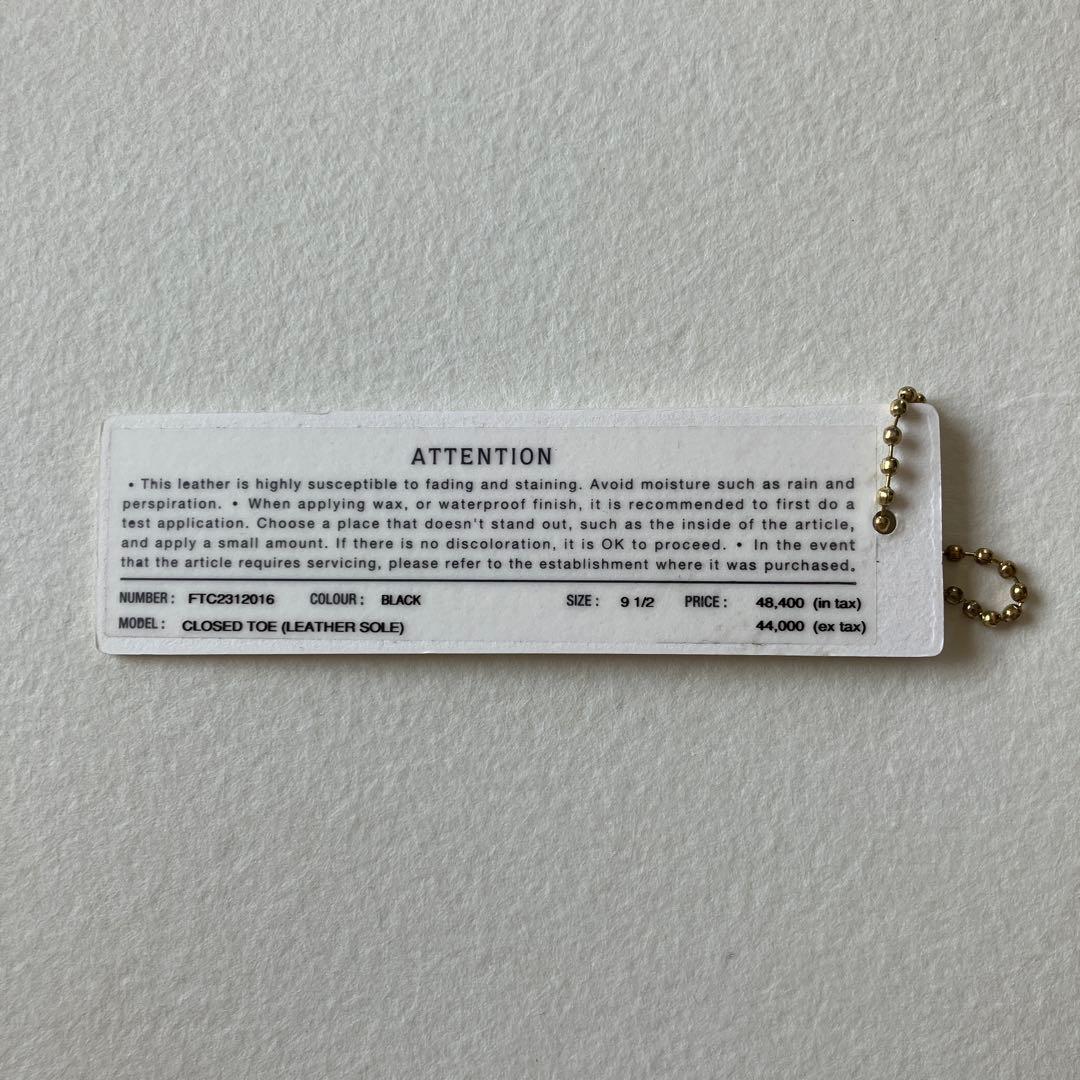 ATTENTION
• This leather is highly susceptible to fading and staining. Avoid moisture such as rain and
perspiration. • When applying wax, or waterproof finish, it is recommended to first do a
test application. Choose a place that doesn't stand out, such as the inside of the article,
and apply a small amount. If there is no discoloration, it is OK to proceed. • In the event
that the article requires servicing, please refer to the establishment where it was purchased.
NUMBER: FTC2312016 COLOUR: BLACK SIZE: 9 1/2 PRICE: 48,400 (in tax)
MODEL: CLOSED TOE (LEATHER SOLE) 44,000 (ex tax)